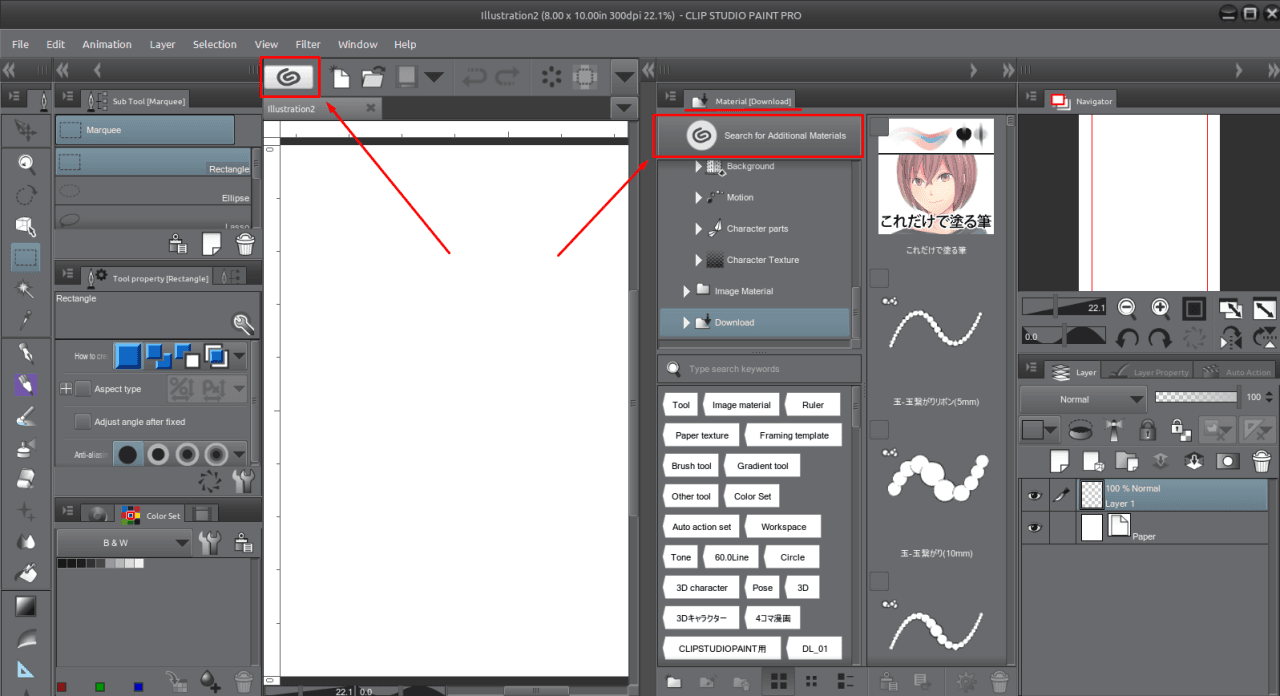 Illustration2 (8.00 x 10.00in 300dpi 22.1%) - CLIP STUDIO PAINT PRO
File Edit Animation Layer Selection View Filter Window Help
Sub Tool [Marquee]
Marquee
Rectangle
Ellipse
Lasso
Tool property [Rectangle]
Rectangle
How to cre
Aspect type
Adjust angle after fixed
Anti-aliasi
Color Set
B & W
Illustration2
22.1 0.0
Material [Download]
Search for Additional Materials
Background
Motion
Character parts
Character Texture
Image Material
Download
Type search keywords
Tool Image material Ruler
Paper texture Framing template
Brush tool Gradient tool
Other tool Color Set
Auto action set Workspace
Tone 60.0Line Circle
3D character Pose 3D
3Dキャラクター 4コマ漫画
CLIPSTUDIOPAINT用 DL_01
これだけで塗る筆
これだけで塗る筆
玉-玉繋がりリボン(5mm)
玉-玉繋がり(10mm)
Navigator
22.1
0.0
Layer Layer Property Auto Action
Normal 100
100 % Normal
Layer 1
Paper